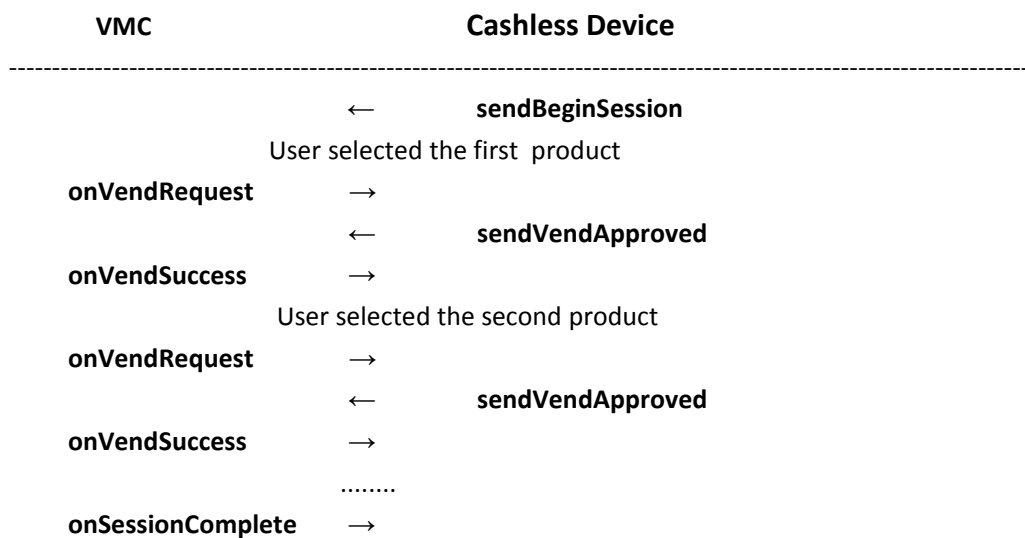 VMC Cashless Device
----------------------------------------------------------------------------------------------------------------------
← sendBeginSession
User selected the first product
onVendRequest →
← sendVendApproved
onVendSuccess →
User selected the second product
onVendRequest →
← sendVendApproved
onVendSuccess →
........
onSessionComplete →